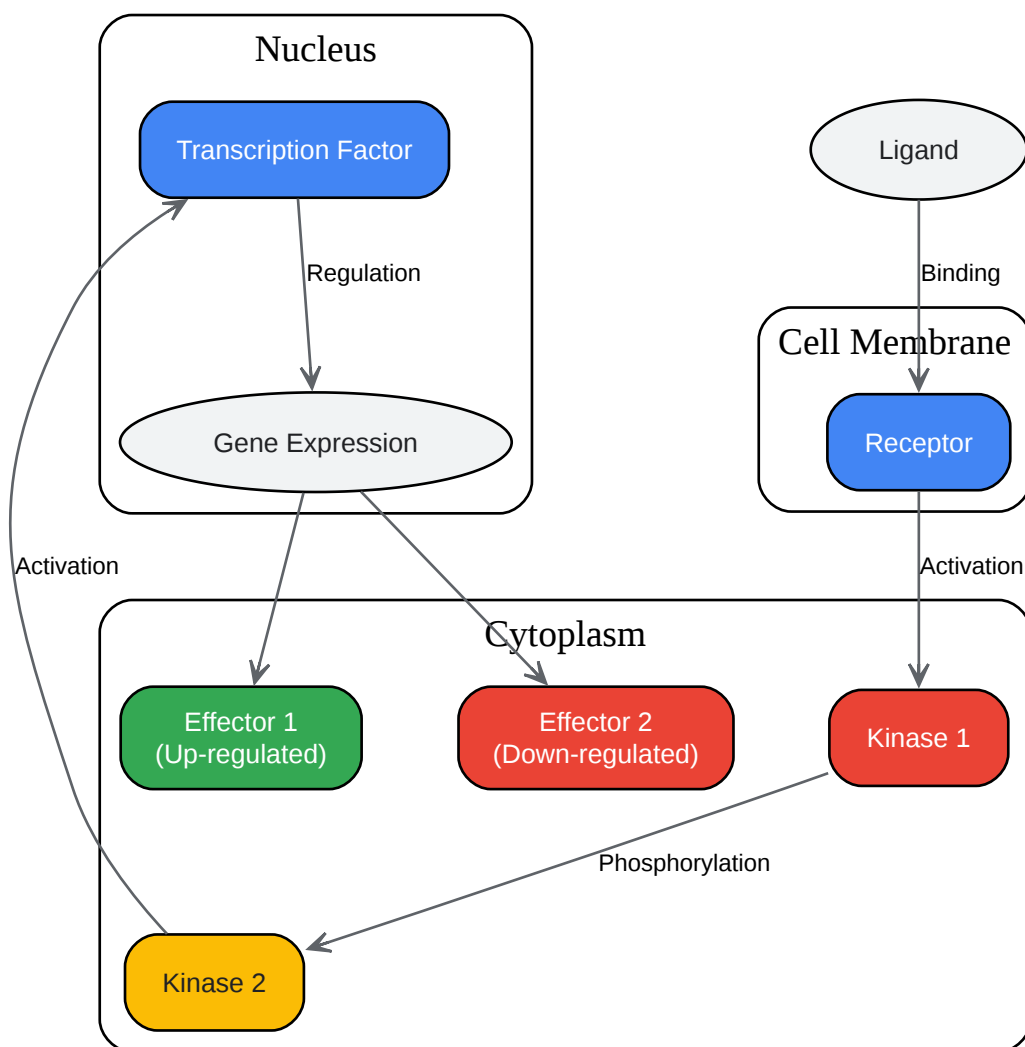 Nucleus
Transcription Factor
Ligand
Regulation
Binding
Cell Membrane
Gene Expression
Receptor
Activation
Activation
Cytoplasm
Effector 1
(Up-regulated)
Effector 2
(Down-regulated)
Kinase 1
Phosphorylation
Kinase 2